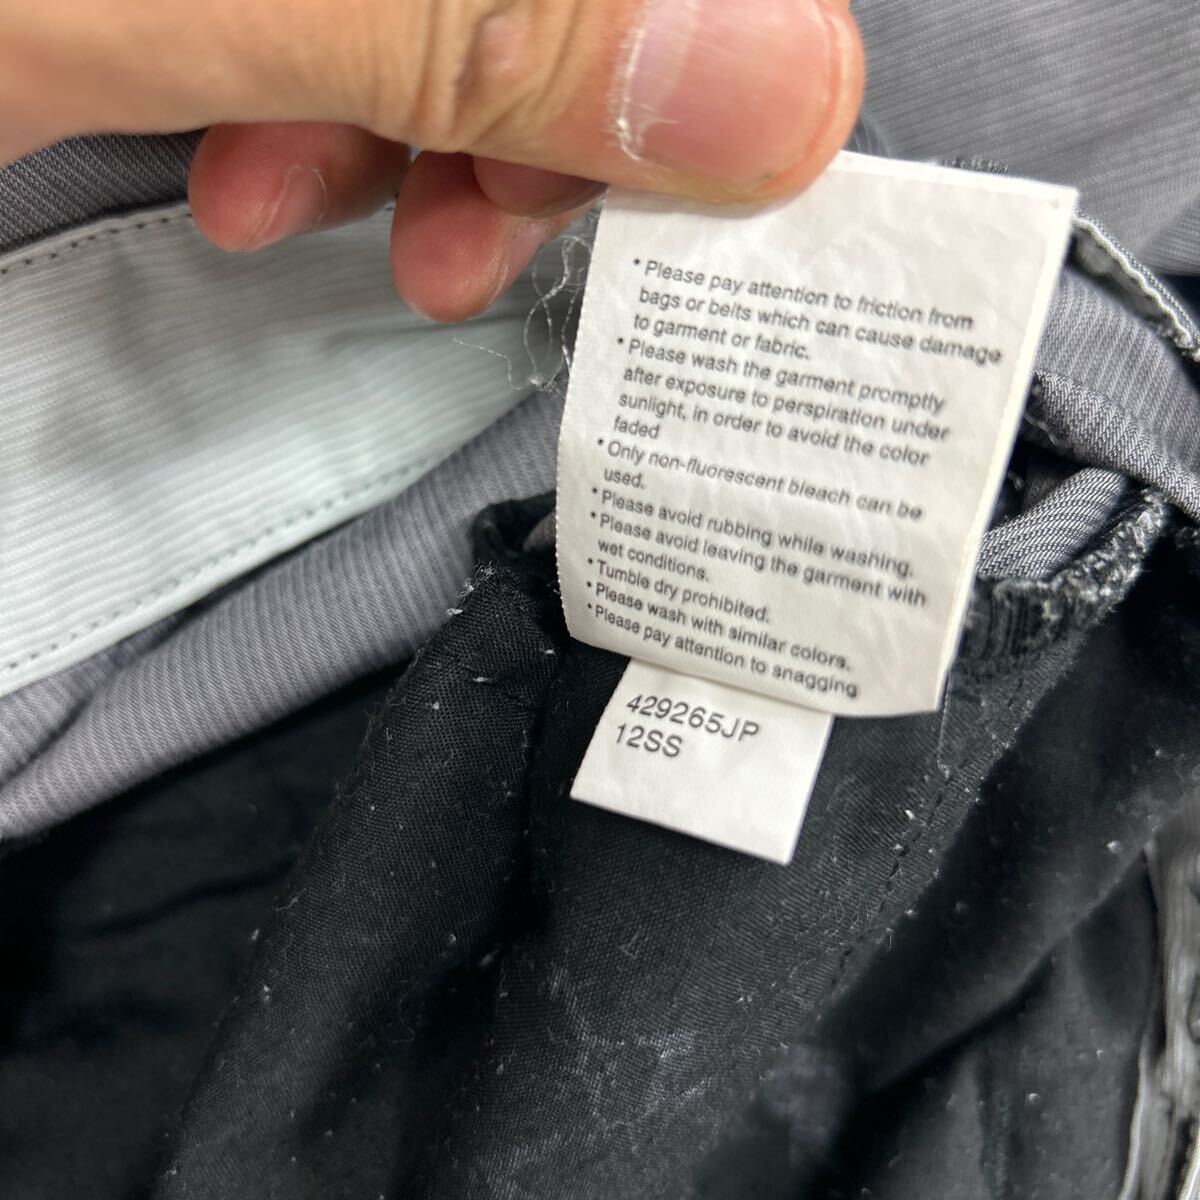 • Please pay attention to friction from
bags or belts which can cause damage
to garment or fabric.
• Please wash the garment promptly
after exposure to perspiration under
sunlight, in order to avoid the color
faded
• Only non-fluorescent bleach can be
used.
• Please avoid rubbing while washing.
• Please avoid leaving the garment with
wet conditions.
• Tumble dry prohibited.
• Please wash with similar colors.
• Please pay attention to snagging
429265JP
12SS